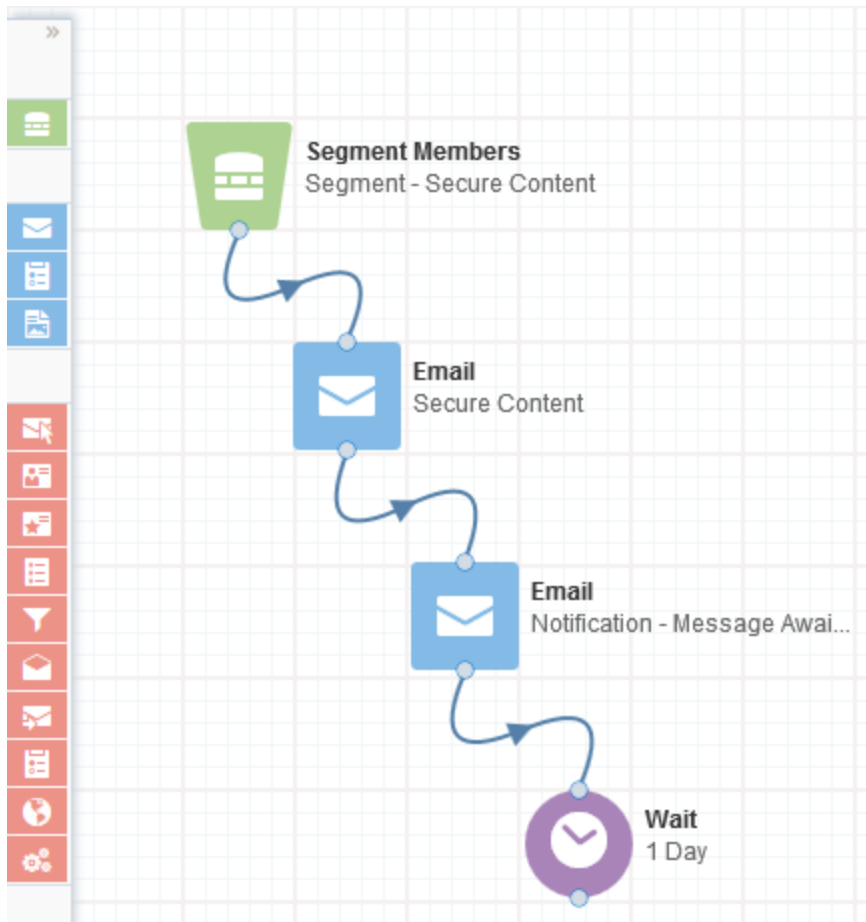 Segment Members
Segment - Secure Content
Email
Secure Content
Email
Notification - Message Awai...
Wait
1 Day